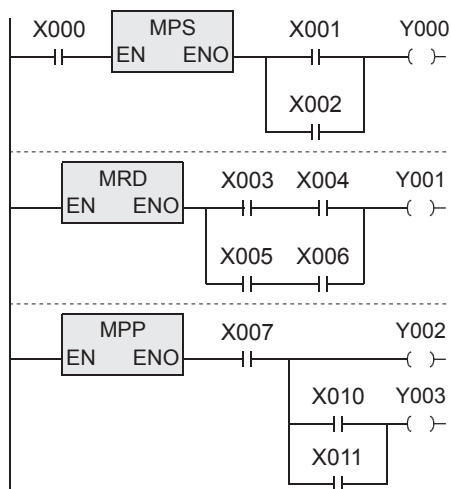 X000 MPS X001 Y000
EN ENO
X002
MRD X003 X004 Y001
EN ENO
X005 X006
MPP X007 Y002
EN ENO
X010 Y003
X011